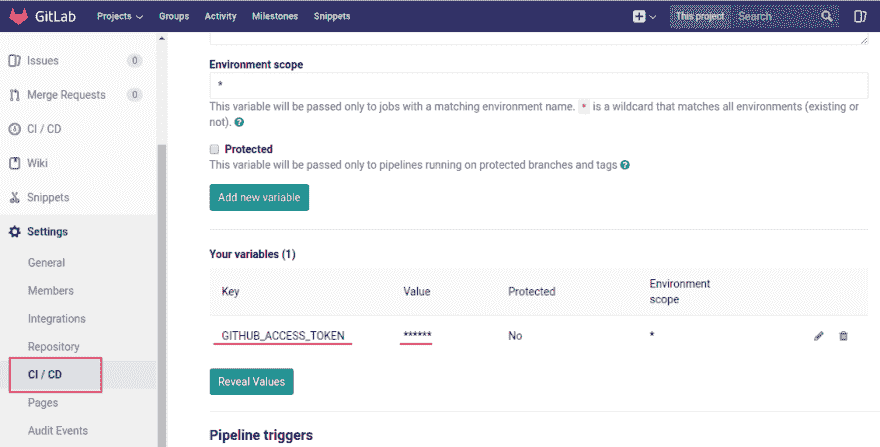 GitLab Projects Groups Activity Milestones Snippets This project Search
Issues 0
Merge Requests 0
CI / CD
Wiki
Snippets
Settings
General
Members
Integrations
Repository
CI / CD
Pages
Audit Events
Environment scope
*
This variable will be passed only to jobs with a matching environment name. * is a wildcard that matches all environments (existing or
not).
Protected
This variable will be passed only to pipelines running on protected branches and tags
Add new variable
Your variables (1)
Key Value Protected Environment
scope
GITHUB_ACCESS_TOKEN ****** No *
Reveal Values
Pipeline triggers